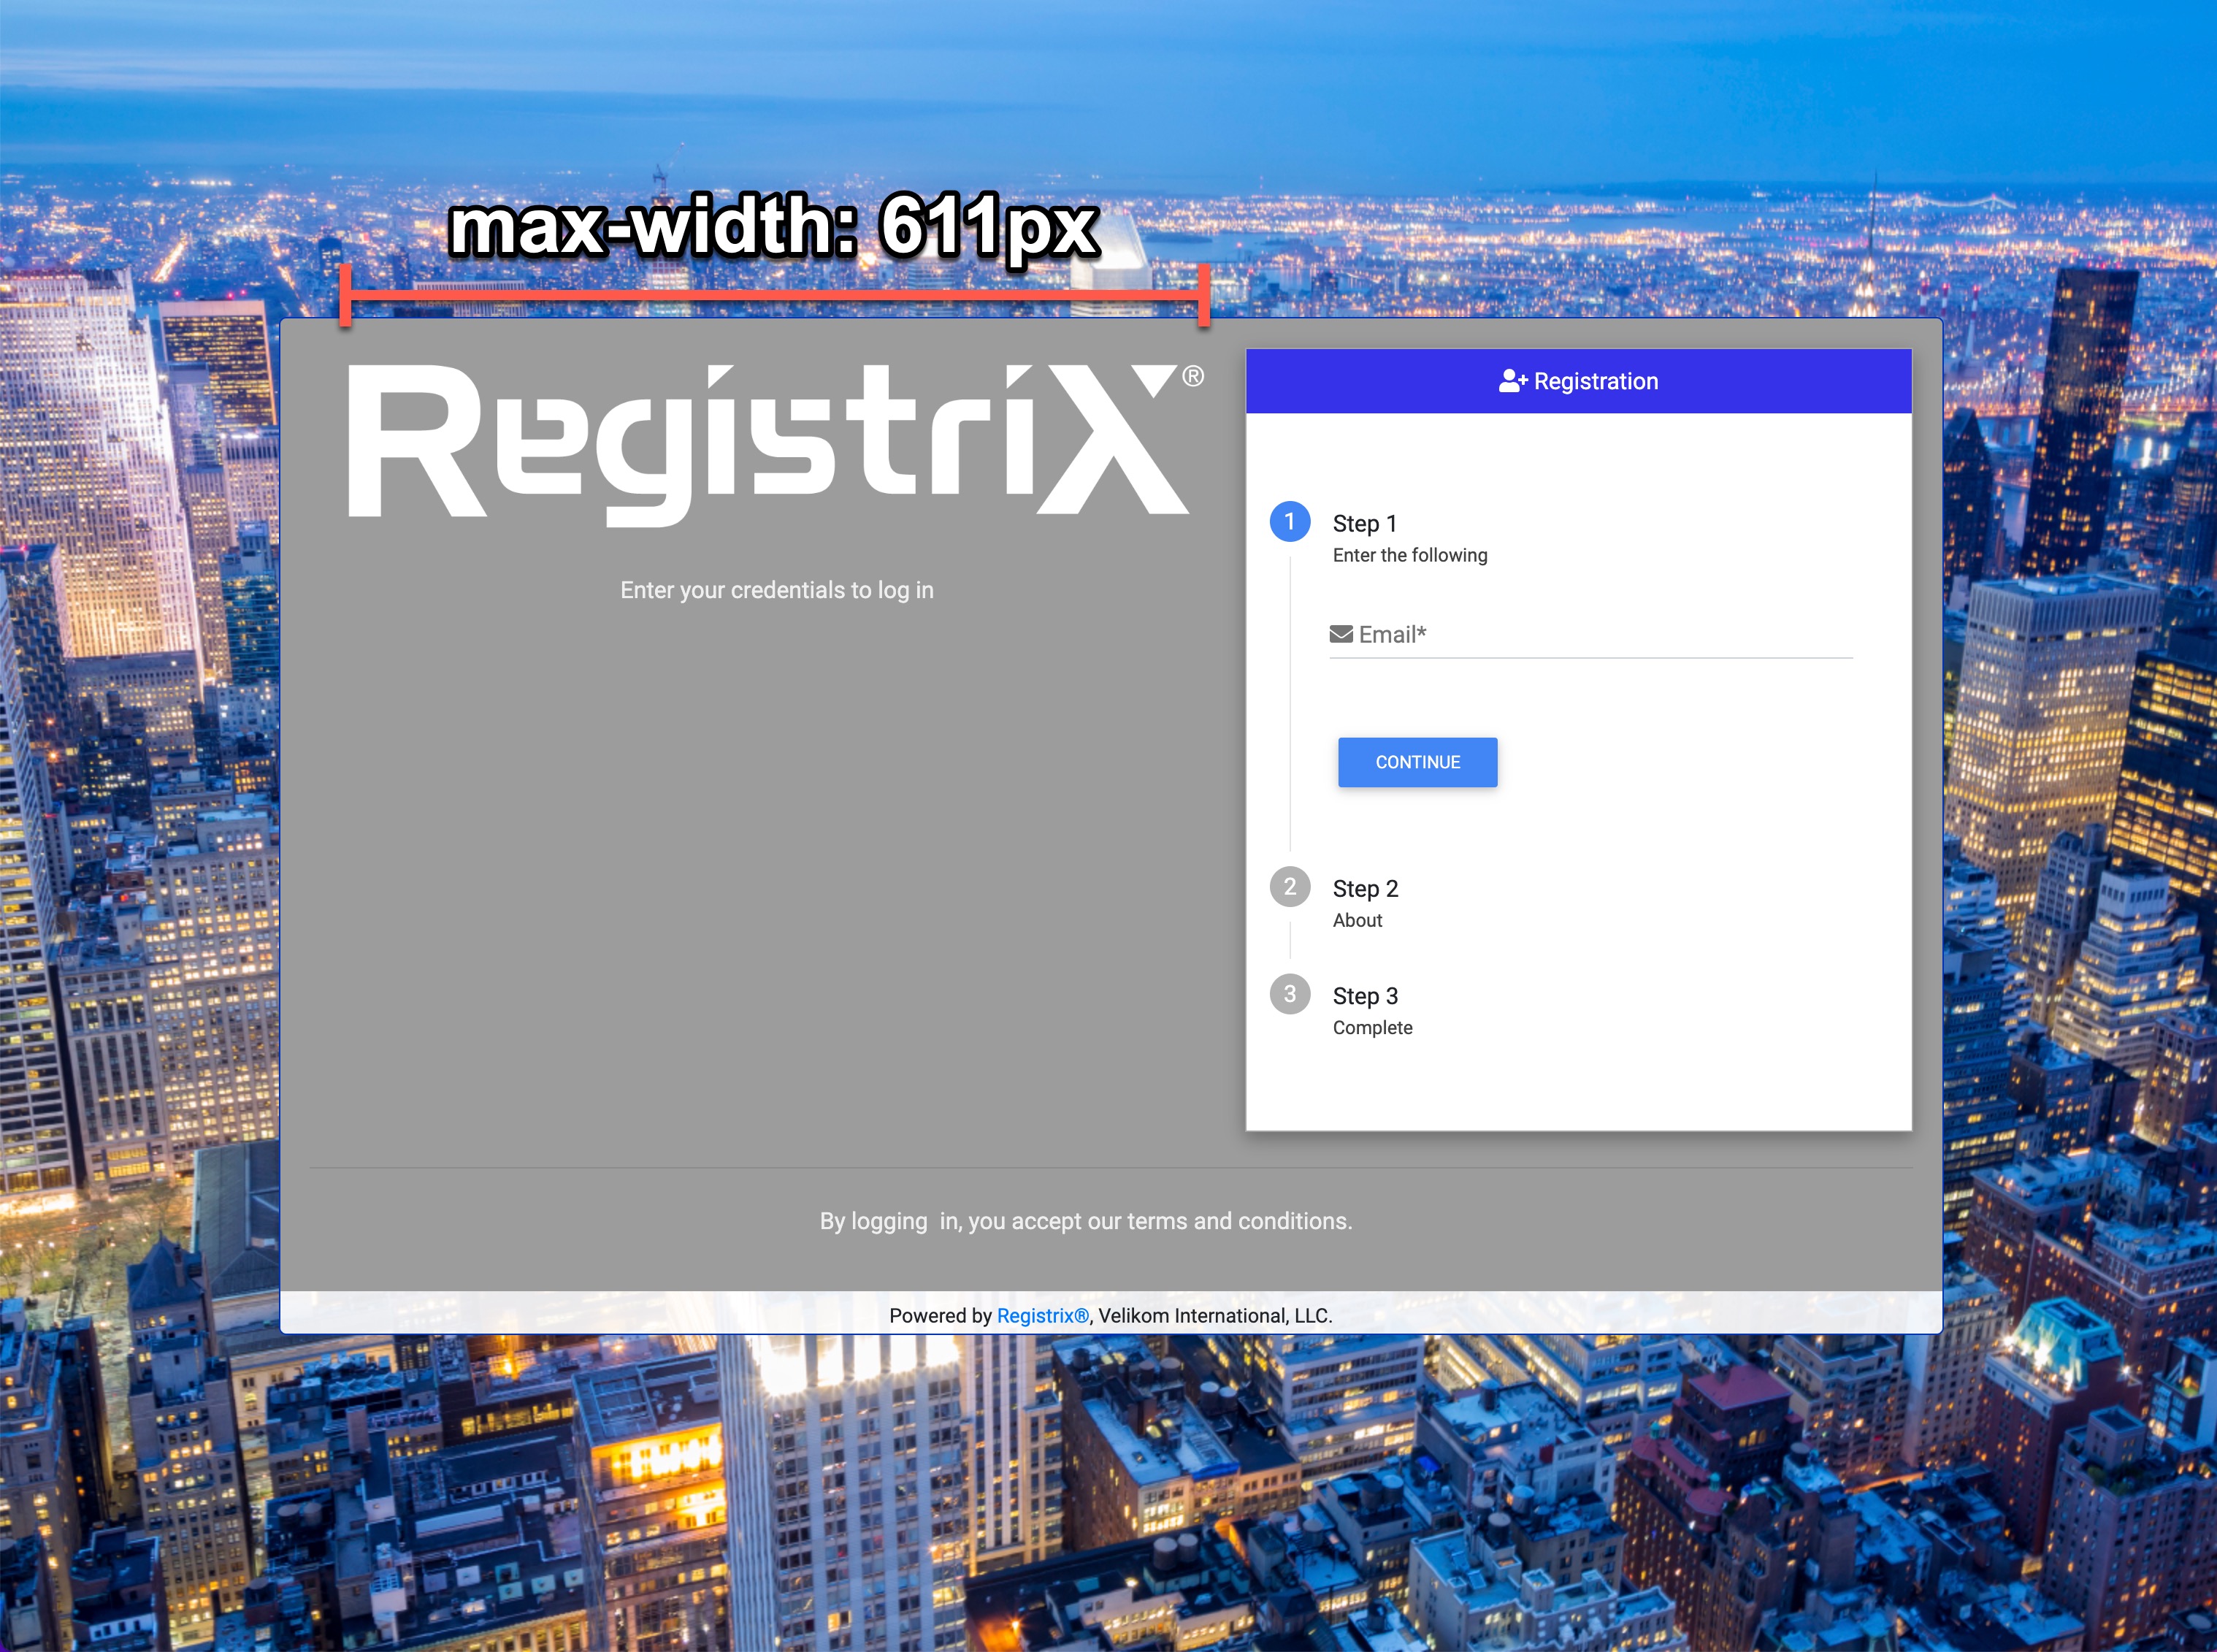 max-width: 611px
RegistriX®
Enter your credentials to log in
Registration
1 Step 1
Enter the following
Email*
CONTINUE
2 Step 2
About
3 Step 3
Complete
By logging  in, you accept our terms and conditions.
Powered by Registrix®, Velikom International, LLC.